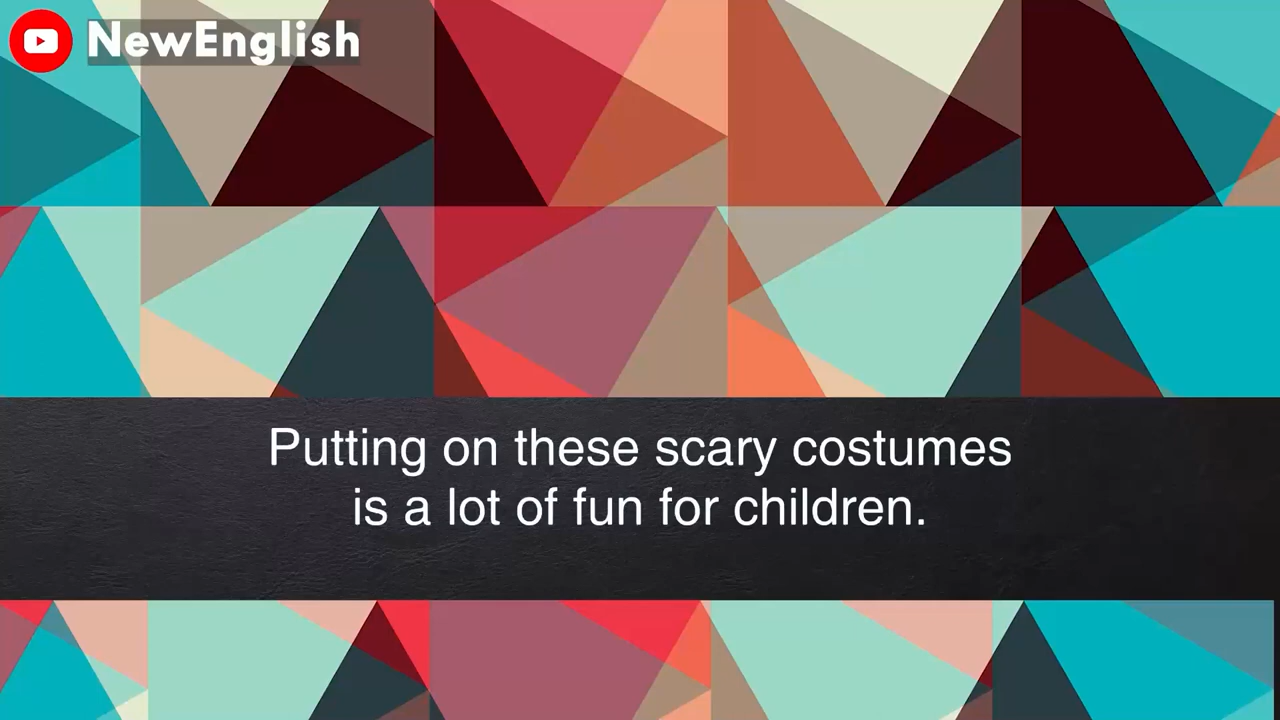 NewEnglish
Putting on these scary costumes
is a lot of fun for children.